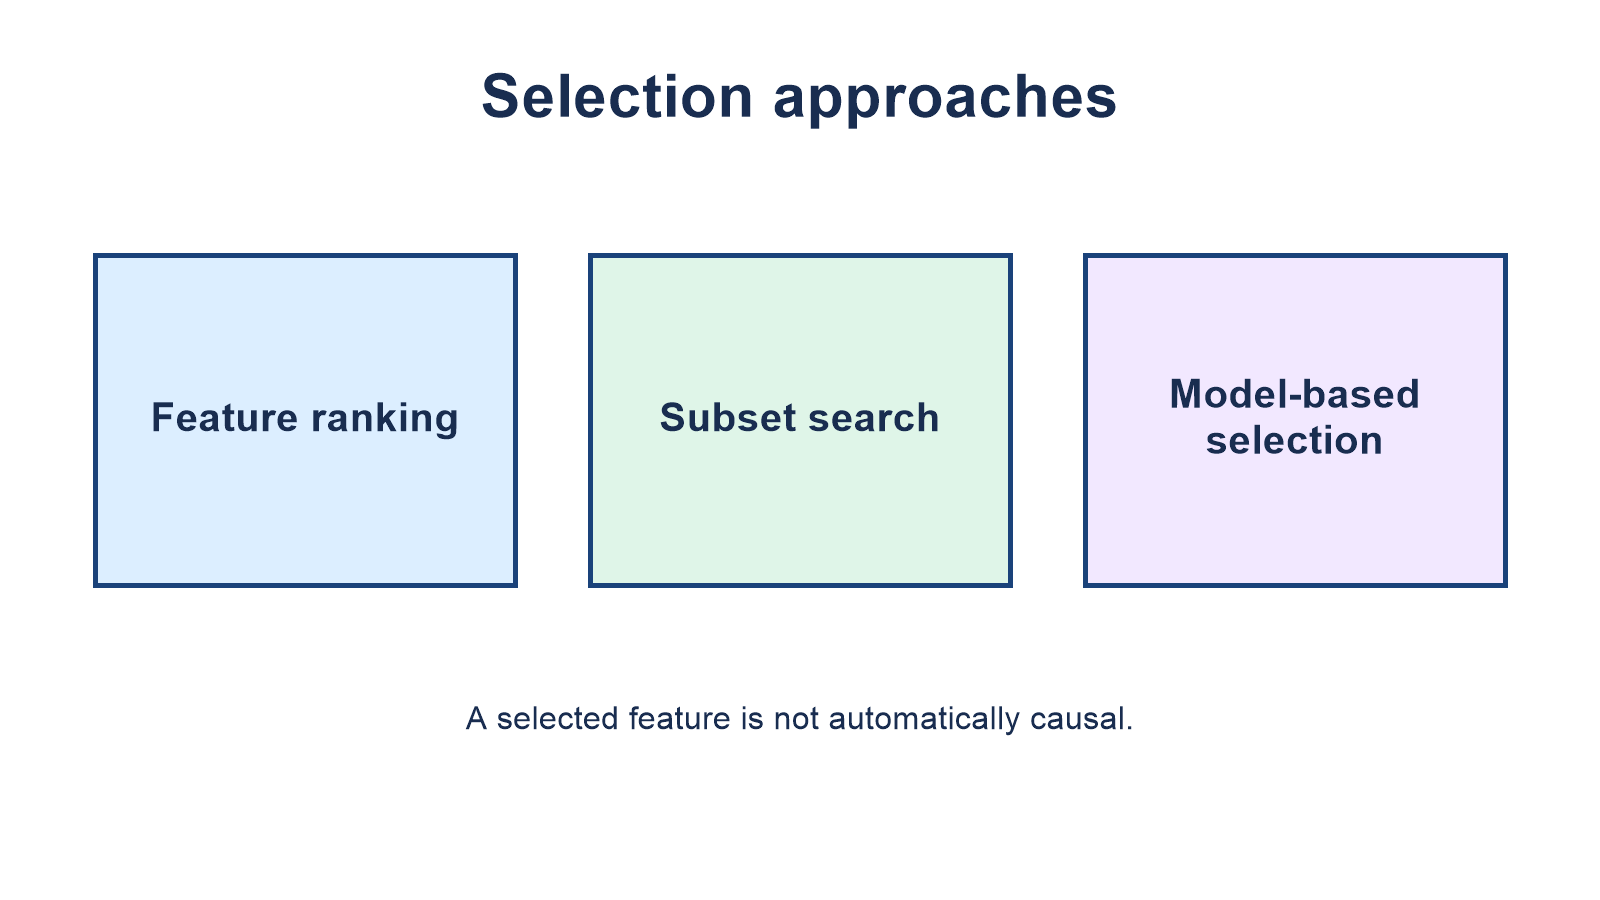 Selection approaches
Feature ranking
Subset search
Model-based
selection
A selected feature is not automatically causal.